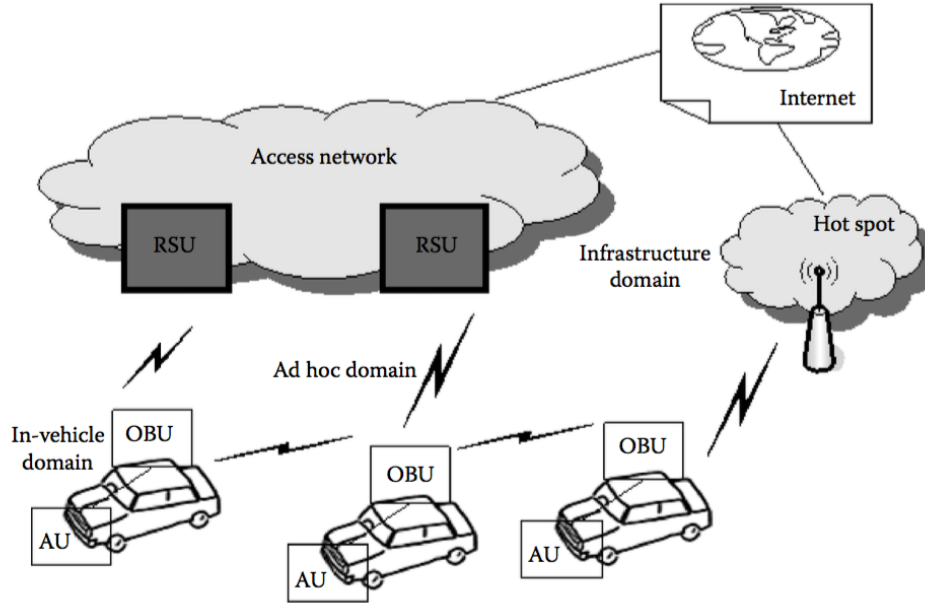 Internet
Access network
Hot spot
RSU
RSU
Infrastructure
domain
Ad hoc domain
In-vehicle
domain
OBU
OBU
OBU
AU
AU
AU